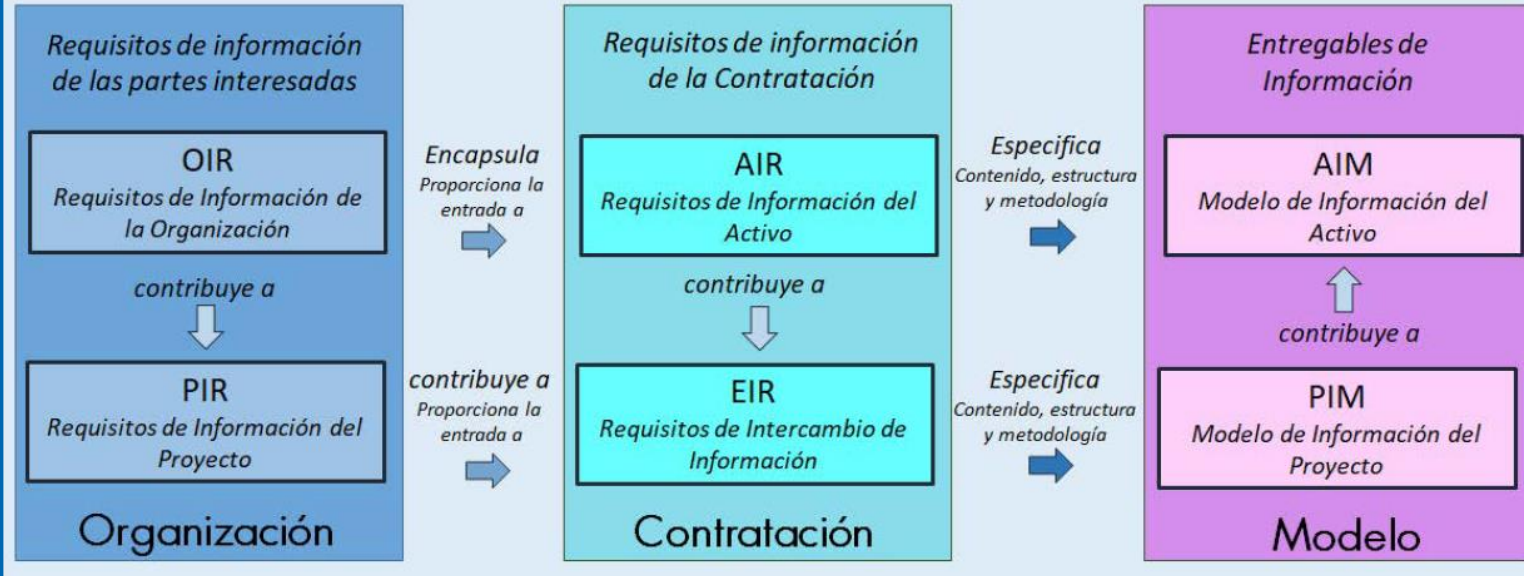 Requisitos de información
de las partes interesadas
OIR
Requisitos de Información de
la Organización
contribuye a
PIR
Requisitos de Información del
Proyecto
Organización
Encapsula
Proporciona la
entrada a
contribuye a
Proporciona la
entrada a
Requisitos de información
de la Contratación
AIR
Requisitos de Información del
Activo
contribuye a
EIR
Requisitos de Intercambio de
Información
Contratación
Especifica
Contenido, estructura
y metodología
Especifica
Contenido, estructura
y metodología
Entregables de
Información
AIM
Modelo de Información del
Activo
contribuye a
PIM
Modelo de Información del
Proyecto
Modelo